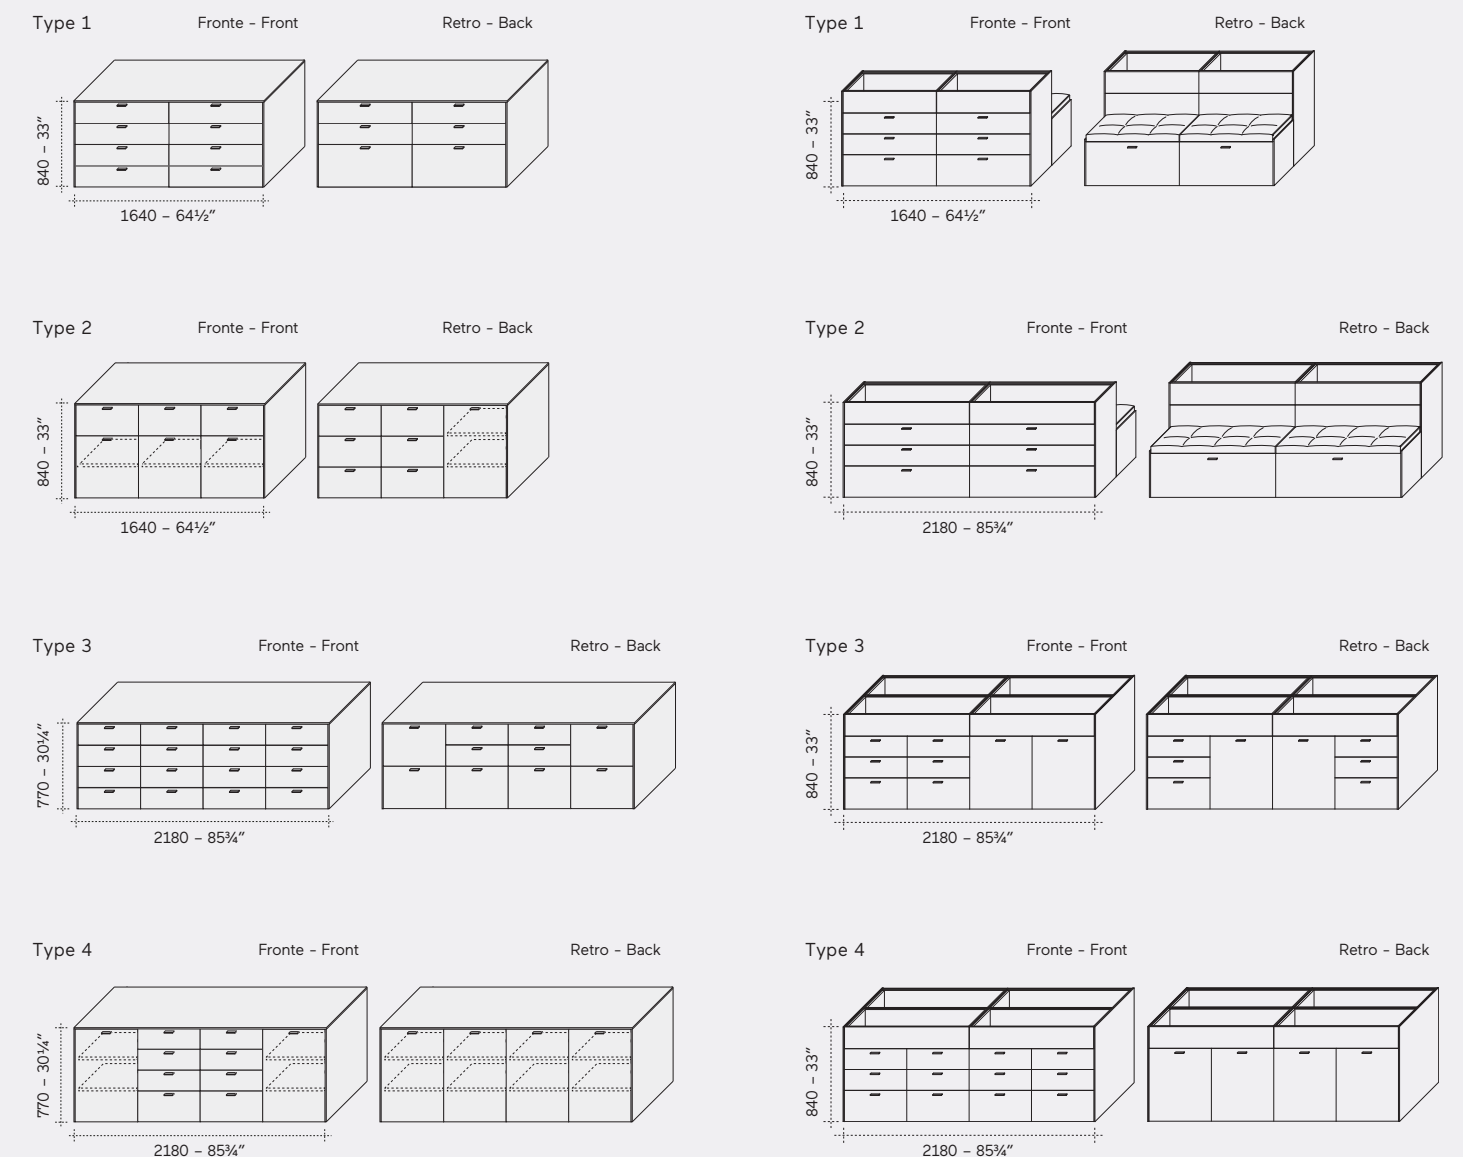 Type 1
Fronte - Front
Retro - Back
840 – 33″
1640 – 64½″
Type 1
Fronte - Front
Retro - Back
840 – 33″
1640 – 64½″
Type 2
Fronte - Front
Retro - Back
840 – 33″
1640 – 64½″
Type 2
Fronte - Front
Retro - Back
840 – 33″
2180 – 85¾″
Type 3
Fronte - Front
Retro - Back
770 – 30¼″
2180 – 85¾″
Type 3
Fronte - Front
Retro - Back
840 – 33″
2180 – 85¾″
Type 4
Fronte - Front
Retro - Back
770 – 30¼″
2180 – 85¾″
Type 4
Fronte - Front
Retro - Back
840 – 33″
2180 – 85¾″